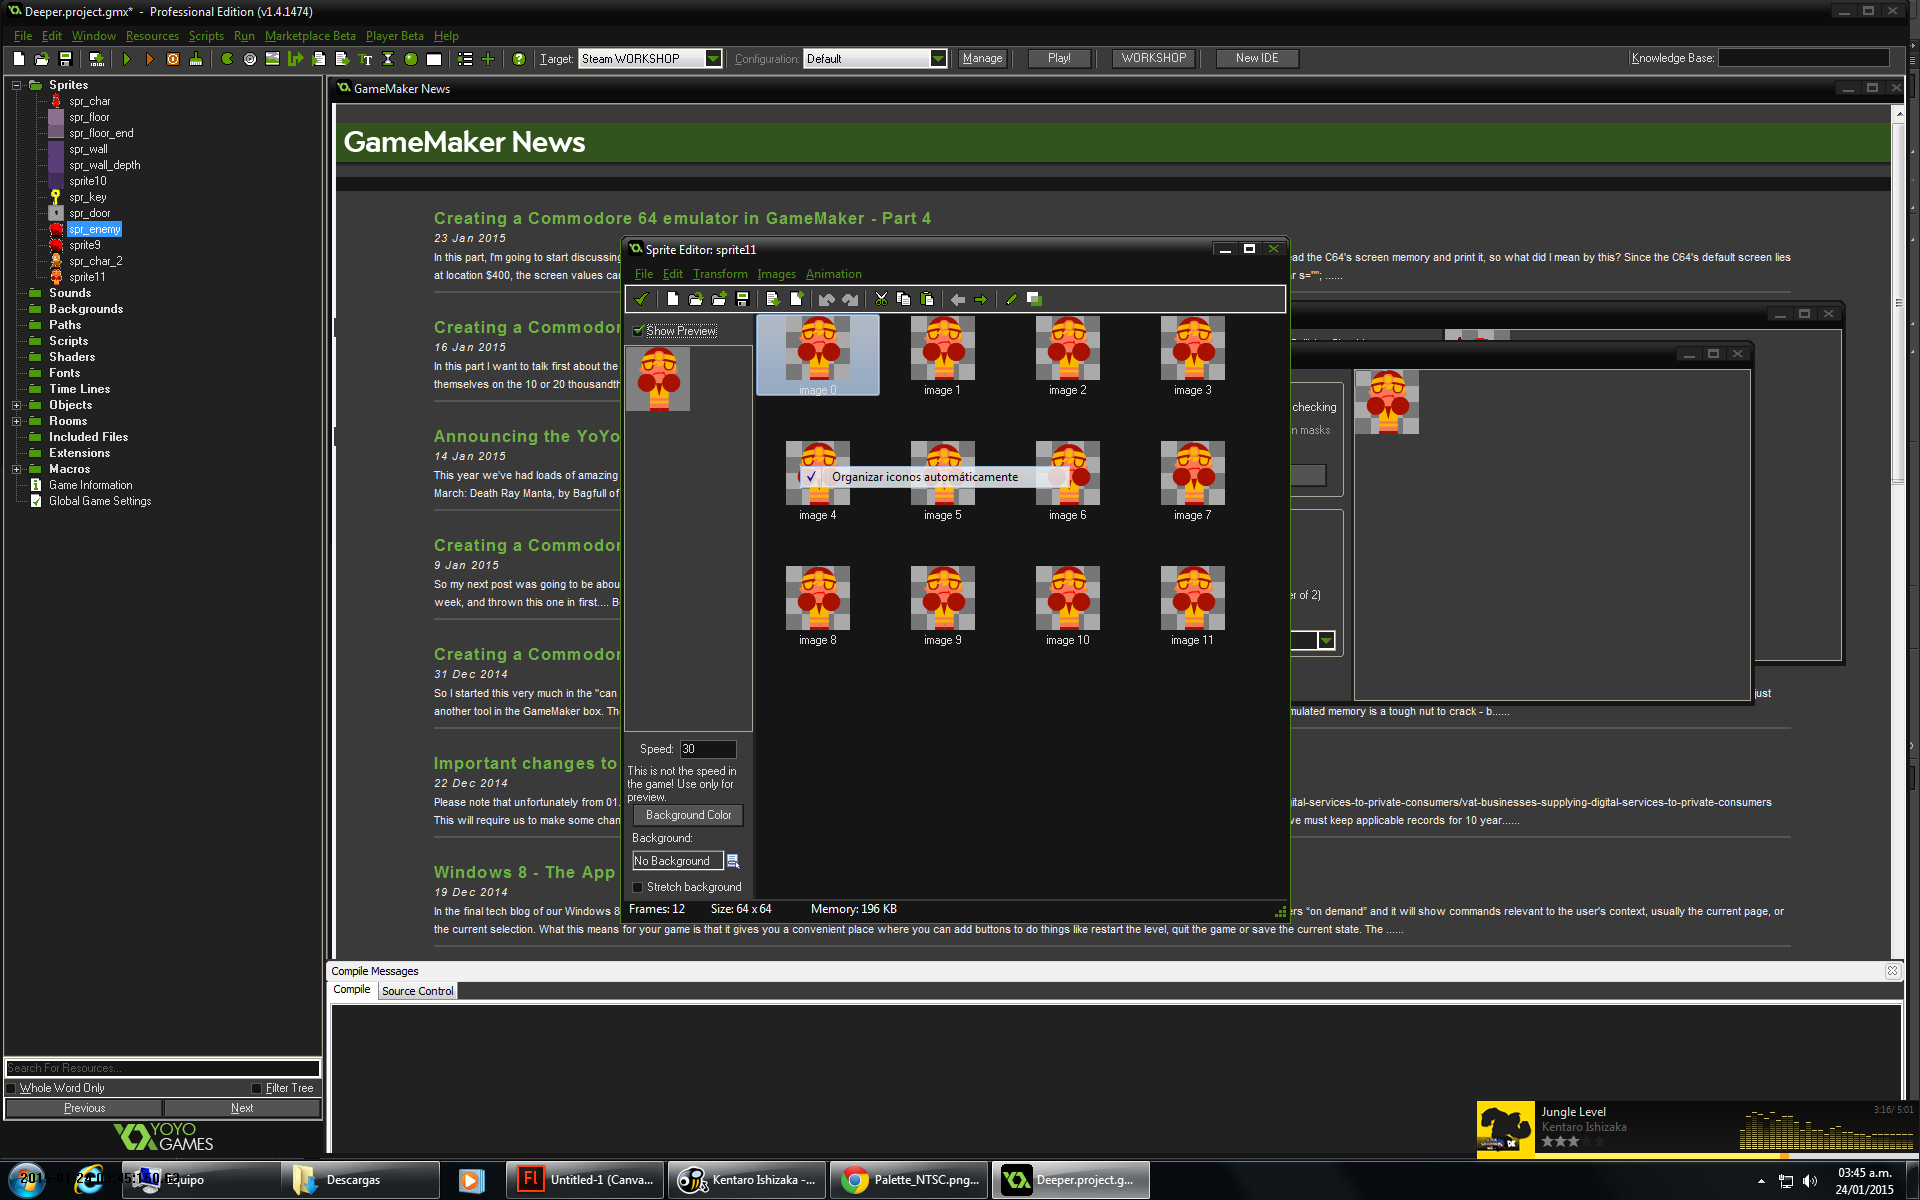 Deeper.project.gmx* - Professional Edition (v1.4.1474)
File Edit Window Resources Scripts Run Marketplace Beta Player Beta Help
Target: Steam WORKSHOP Configuration: Default Manage Play! WORKSHOP New IDE Knowledge Base:
Sprites
spr_char
spr_floor
spr_floor_end
spr_wall
spr_wall_depth
sprite10
spr_key
spr_door
spr_enemy
sprite9
spr_char_2
sprite11
Sounds
Backgrounds
Paths
Scripts
Shaders
Fonts
Time Lines
Objects
Rooms
Included Files
Extensions
Macros
Game Information
Global Game Settings
Search For Resources...
Whole Word Only Filter Tree
Previous Next
YOYO
GAMES
GameMaker News
GameMaker News
Creating a Commodore 64 emulator in GameMaker - Part 4
23 Jan 2015
In this part, I'm going to start discussing
ead the C64's screen memory and print it, so what did I mean by this? Since the C64's default screen lies
at location $400, the screen values ca
r s=""; ......
Creating a Commodor
16 Jan 2015
In this part I want to talk first about the
themselves on the 10 or 20 thousandth
Announcing the YoYo
14 Jan 2015
This year we've had loads of amazing
March: Death Ray Manta, by Bagfull of
Creating a Commodor
9 Jan 2015
So my next post was going to be abou
week, and thrown this one in first.... B
Creating a Commodor
31 Dec 2014
So I started this very much in the "can
just
another tool in the GameMaker box. Th
mulated memory is a tough nut to crack - b......
Important changes to
22 Dec 2014
Please note that unfortunately from 01.
ital-services-to-private-consumers/vat-businesses-supplying-digital-services-to-private-consumers
This will require us to make some chan
ve must keep applicable records for 10 year......
Windows 8 - The App
19 Dec 2014
In the final tech blog of our Windows 8
rs "on demand" and it will show commands relevant to the user's context, usually the current page, or
the current selection. What this means for your game is that it gives you a convenient place where you can add buttons to do things like restart the level, quit the game or save the current state. The ......
Sprite Editor: sprite11
File Edit Transform Images Animation
Show Preview
image 0 image 1 image 2 image 3
Organizar iconos automáticamente
image 4 image 5 image 6 image 7
image 8 image 9 image 10 image 11
Speed: 30
This is not the speed in
the game! Use only for
preview.
Background Color
Background:
No Background
Stretch background
Frames: 12 Size: 64 x 64 Memory: 196 KB
checking
n masks
er of 2)
Compile Messages
Compile Source Control
Jungle Level 3:16/ 5:01
Kentaro Ishizaka
Equipo
Descargas
Untitled-1 (Canva...
Kentaro Ishizaka -...
Palette_NTSC.png...
Deeper.project.g...
03:45 a.m.
24/01/2015